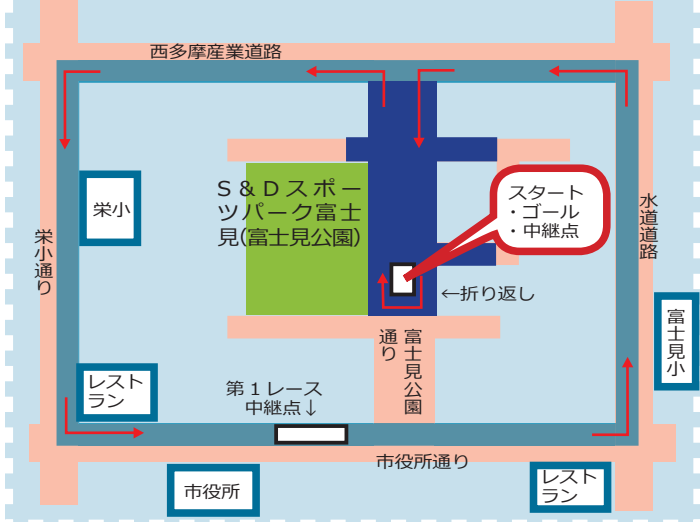 西多摩産業道路
栄小
S＆Dスポー
ツパーク富士
見(富士見公園)
スタート
・ゴール
・中継点
水道道路
栄小通り
←折り返し
富士見小
富士見公園
通り
レスト
ラン
第１レース
中継点↓
市役所通り
市役所
レスト
ラン